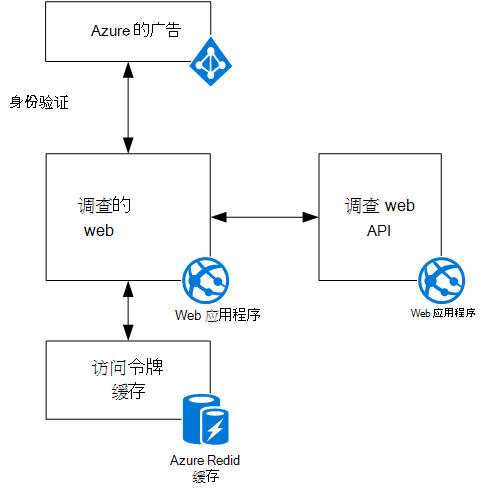 Azure 的广告
身份验证
调查的
web
调查 web
API
Web 应用程序
Web 应用程序
访问令牌
缓存
Azure Redid
缓存